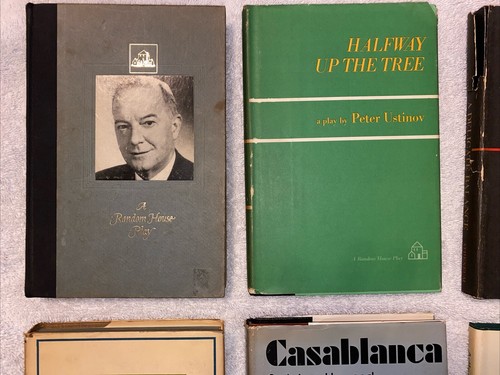 A
Random House
Play
HALFWAY
UP THE TREE
a play by Peter Ustinov
A Random House Play
Casablanca